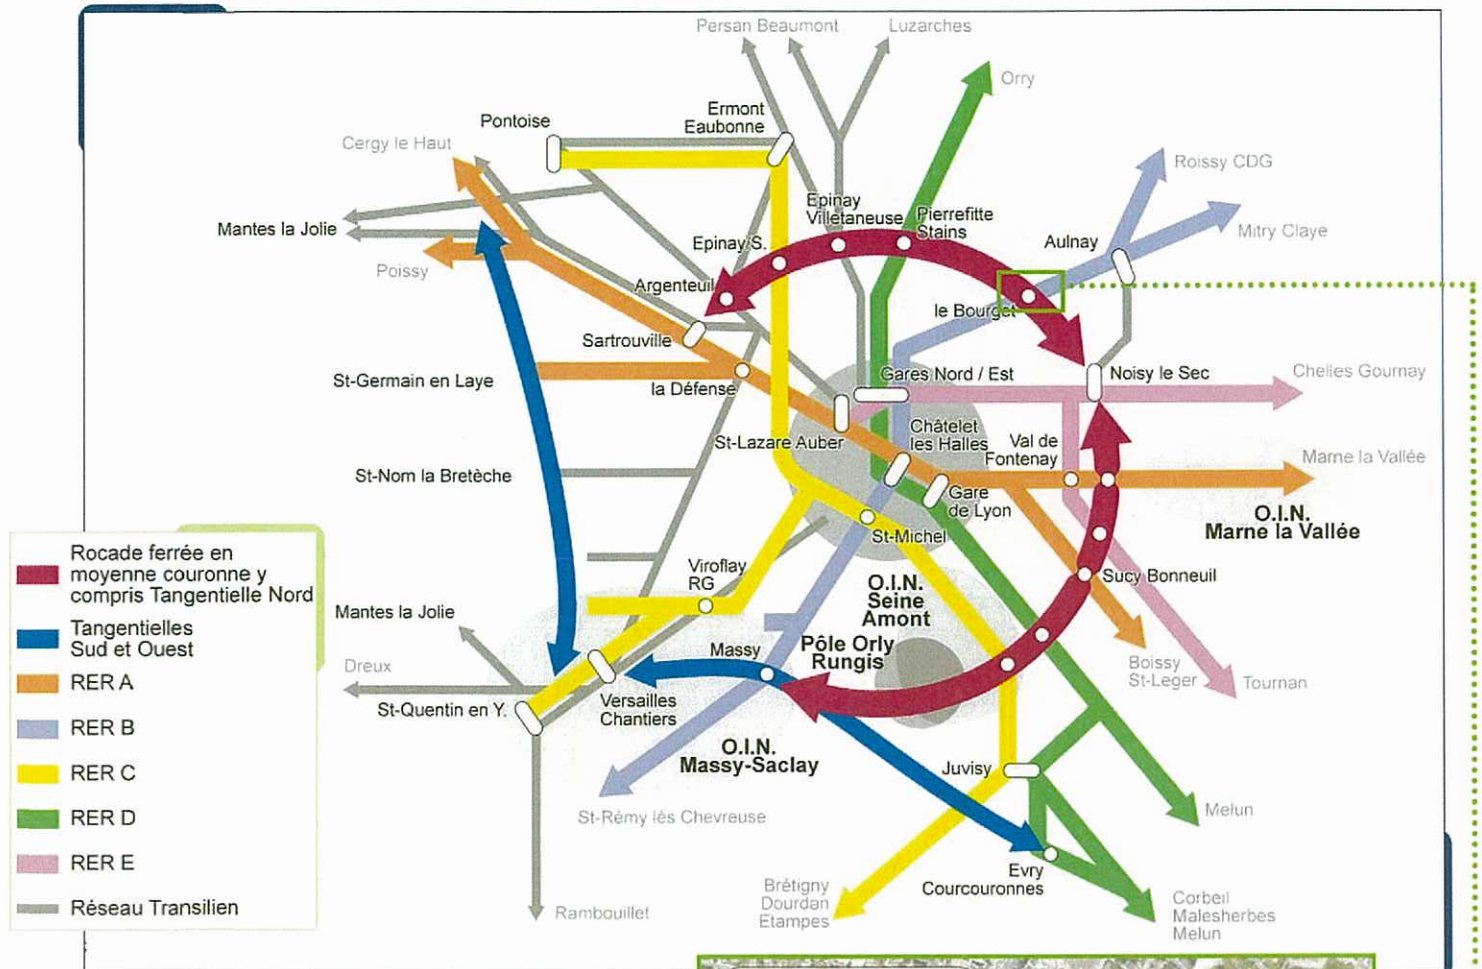 Persan Beaumont
Luzarches
Orry
Ermont
Eaubonne
Pontoise
Cergy le Haut
Roissy CDG
Mantes la Jolie
Epinay
Villetaneuse
Pierrefitte
Stains
Aulnay
Mitry Claye
Epinay S.
Poissy
Argenteuil
le Bourget
Sartrouville
St-Germain en Laye
la Défense
Gares Nord / Est
Noisy le Sec
Chelles Gournay
St-Lazare Auber
Châtelet
les Halles
Val de
Fontenay
Marne la Vallée
St-Nom la Bretèche
Gare
de Lyon
O.I.N.
Marne la Vallée
St-Michel
Viroflay
RG
O.I.N.
Seine
Amont
Sucy Bonneuil
Mantes la Jolie
Dreux
Massy
Pôle Orly
Rungis
Boissy
St-Leger
Tournan
St-Quentin en Y.
Versailles
Chantiers
O.I.N.
Massy-Saclay
Juvisy
St-Rémy lés Chevreuse
Melun
Evry
Courcouronnes
Brêtigny
Dourdan
Etampes
Corbeil
Malesherbes
Melun
Rambouillet
Rocade ferrée en
moyenne couronne y
compris Tangentielle Nord
Tangentielles
Sud et Ouest
RER A
RER B
RER C
RER D
RER E
Réseau Transilien